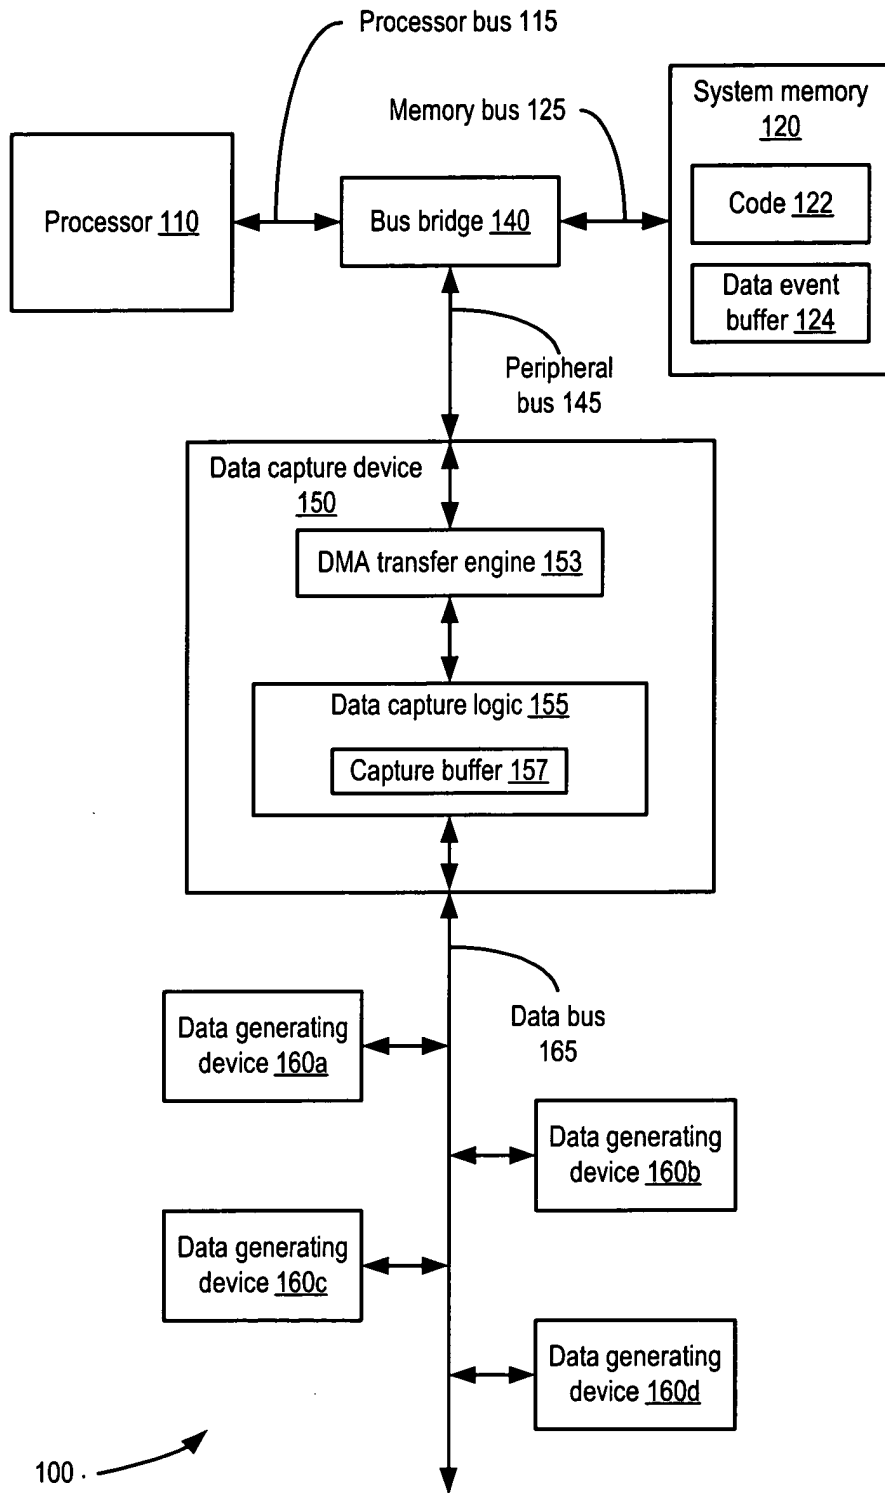 Processor bus 115
Memory bus 125
System memory
120
Processor 110
Bus bridge 140
Code 122
Data event
buffer 124
Peripheral
bus 145
Data capture device
150
DMA transfer engine 153
Data capture logic 155
Capture buffer 157
Data bus
165
Data generating
device 160a
Data generating
device 160b
Data generating
device 160c
Data generating
device 160d
100